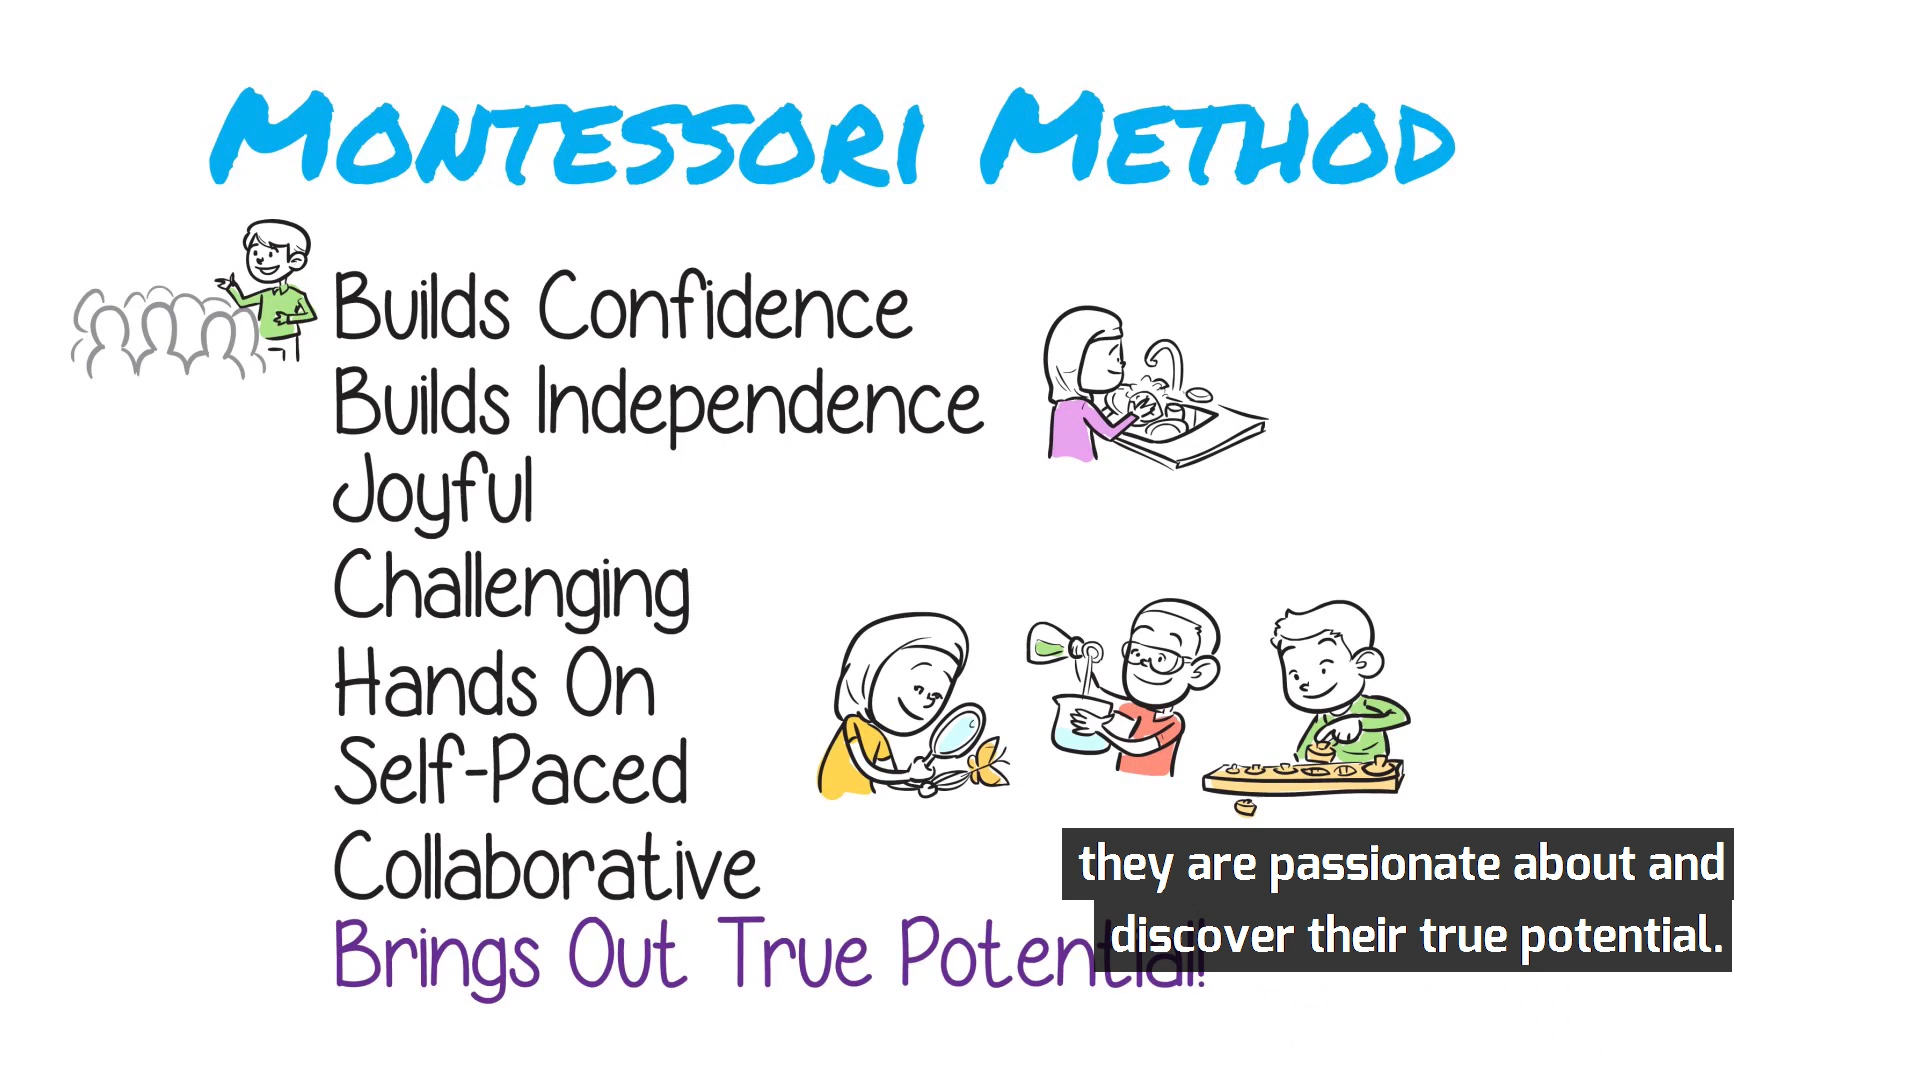 MONTESSORI METHOD
Builds Confidence
Builds Independence
Joyful
Challenging
Hands On
Self-Paced
Collaborative
Brings Out True Potential!
they are passionate about and
discover their true potential.